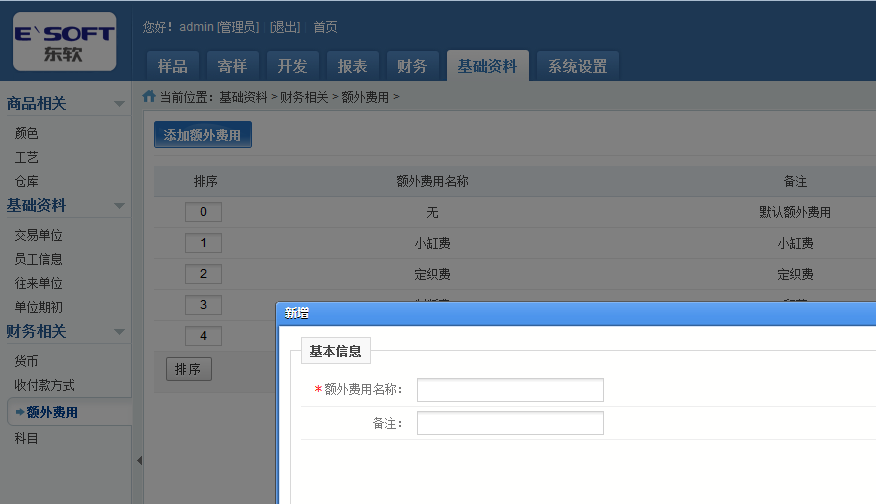 E`SOFT
东软
您好！admin [管理员] [退出] 首页
样品 寄样 开发 报表 财务 基础资料 系统设置
当前位置：基础资料 > 财务相关 > 额外费用 >
商品相关
颜色
工艺
仓库
基础资料
交易单位
员工信息
往来单位
单位期初
财务相关
货币
收付款方式
额外费用
科目
添加额外费用
排序 额外费用名称 备注
0 无 默认额外费用
1 小缸费 小缸费
2 定织费 定织费
3
4
排序
新增
基本信息
*额外费用名称：
备注：